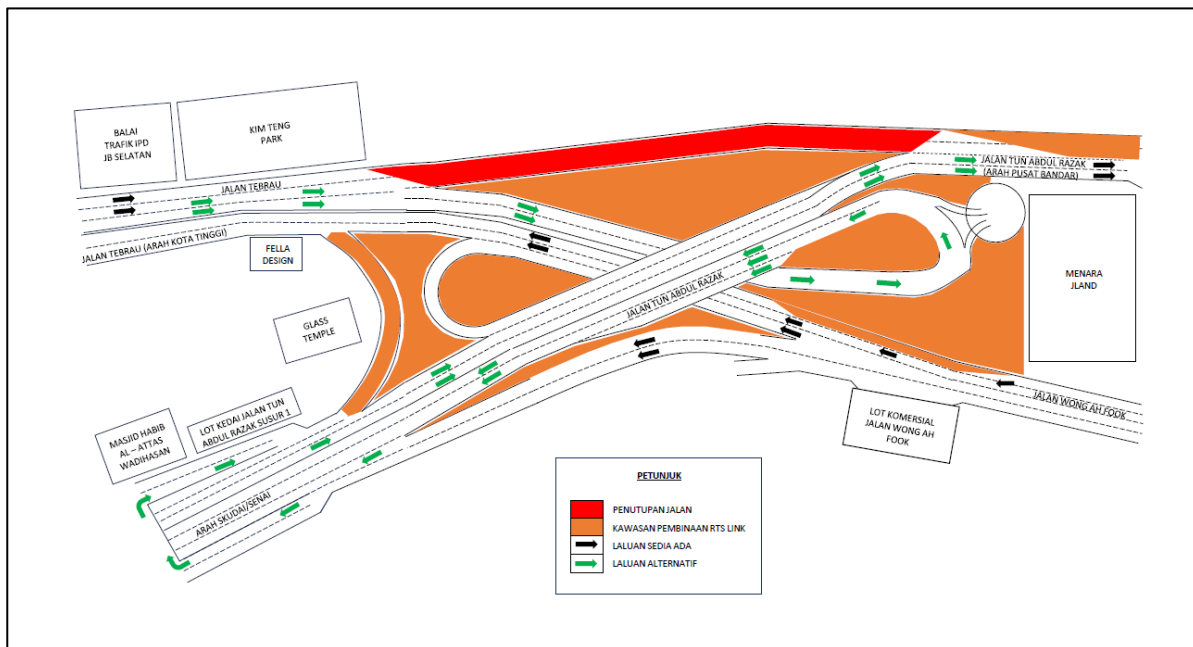 BALAI
TRAFIK IPD
JB SELATAN
KIM TENG
PARK
JALAN TEBRAU
JALAN TEBRAU (ARAH KOTA TINGGI)
FELLA
DESIGN
GLASS
TEMPLE
MASJID HABIB
AL – ATTAS
WADIHASAN
LOT KEDAI JALAN TUN
ABDUL RAZAK SUSUR 1
ARAH SKUDAI/SENAI
JALAN TUN ABDUL RAZAK
JALAN TUN ABDUL RAZAK
(ARAH PUSAT BANDAR)
MENARA
JLAND
JALAN WONG AH FOOK
LOT KOMERSIAL
JALAN WONG AH
FOOK
PETUNJUK
PENUTUPAN JALAN
KAWASAN PEMBINAAN RTS LINK
LALUAN SEDIA ADA
LALUAN ALTERNATIF